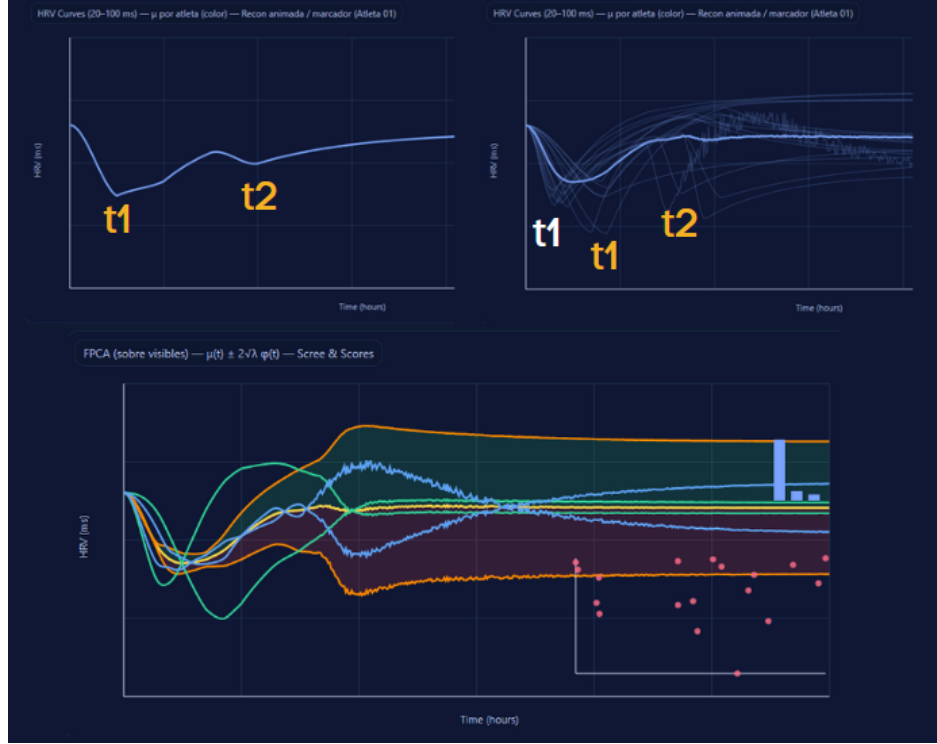 HRV Curves (20–100 ms) — μ por atleta (color) — Recon animada / marcador (Atleta 01)
HRV (ms)
t1
t2
Time (hours)
HRV Curves (20–100 ms) — μ por atleta (color) — Recon animada / marcador (Atleta 01)
HRV (ms)
t1
t1
t2
Time (hours)
FPCA (sobre visibles) — μ(t) ± 2√λ φ(t) — Scree & Scores
HRV (ms)
Time (hours)